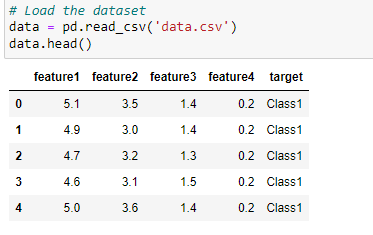 # Load the dataset
data = pd.read_csv('data.csv')
data.head()
feature1 feature2 feature3 feature4 target
0 5.1 3.5 1.4 0.2 Class1
1 4.9 3.0 1.4 0.2 Class1
2 4.7 3.2 1.3 0.2 Class1
3 4.6 3.1 1.5 0.2 Class1
4 5.0 3.6 1.4 0.2 Class1